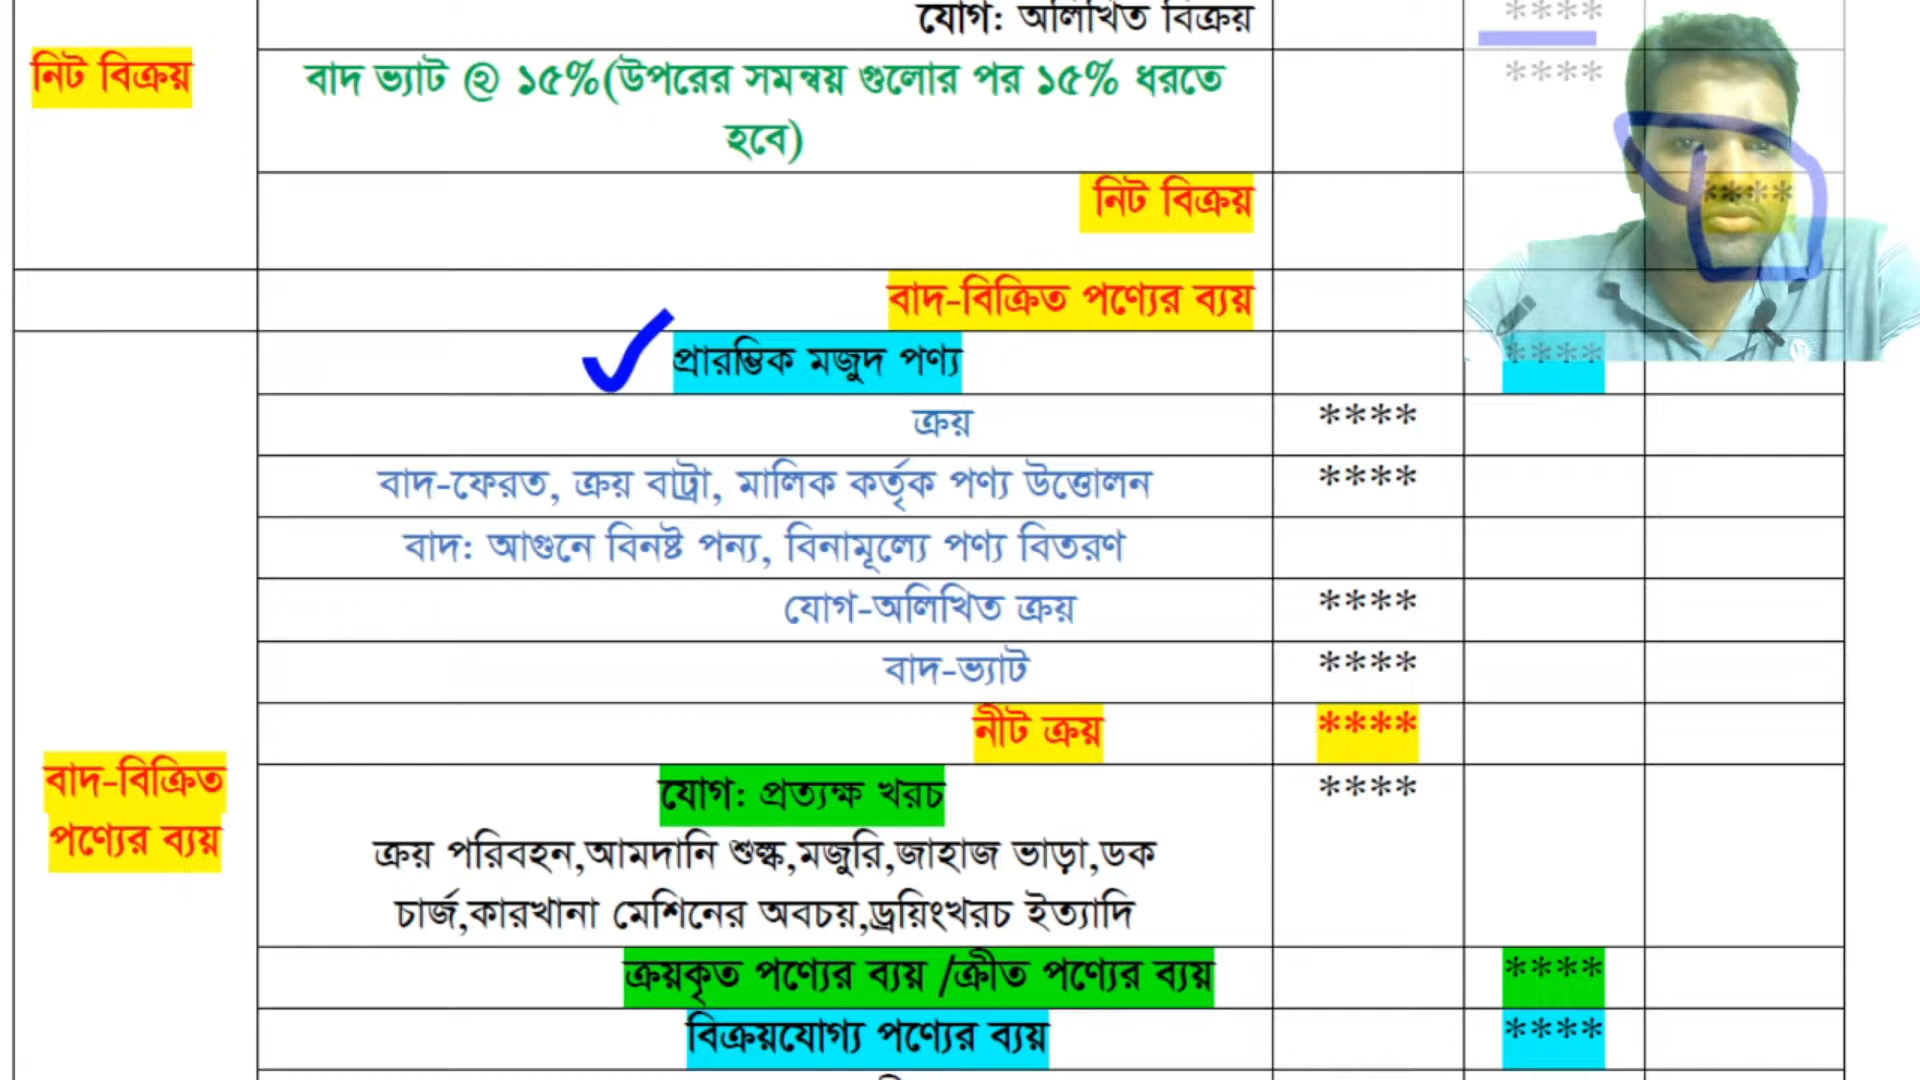 যোগ: অলিখিত বিক্রয় ****
নিট বিক্রয়
বাদ ভ্যাট @ ১৫%(উপরের সমন্বয় গুলোর পর ১৫% ধরতে ****
হবে)
নিট বিক্রয় ****
বাদ-বিক্রিত পণ্যের ব্যয়
প্রারম্ভিক মজুদ পণ্য ****
ক্রয় ****
বাদ-ফেরত, ক্রয় বাট্রা, মালিক কর্তৃক পণ্য উত্তোলন ****
বাদ: আগুনে বিনষ্ট পন্য, বিনামূল্যে পণ্য বিতরণ
যোগ-অলিখিত ক্রয় ****
বাদ-ভ্যাট ****
নীট ক্রয় ****
বাদ-বিক্রিত
পণ্যের ব্যয়
যোগ: প্রত্যক্ষ খরচ ****
ক্রয় পরিবহন,আমদানি শুল্ক,মজুরি,জাহাজ ভাড়া,ডক
চার্জ,কারখানা মেশিনের অবচয়,ড্রয়িংখরচ ইত্যাদি
ক্রয়কৃত পণ্যের ব্যয় /ক্রীত পণ্যের ব্যয় ****
বিক্রয়যোগ্য পণ্যের ব্যয় ****